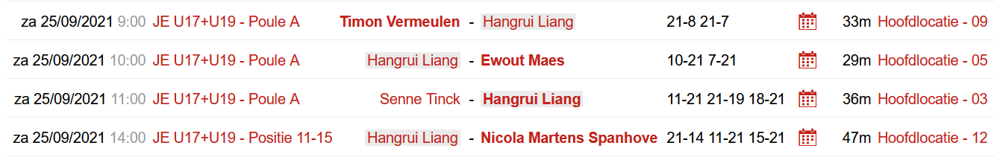 za 25/09/2021 9:00 JE U17+U19 - Poule A Timon Vermeulen - Hangrui Liang 21-8 21-7 33m Hoofdlocatie - 09
za 25/09/2021 10:00 JE U17+U19 - Poule A Hangrui Liang - Ewout Maes 10-21 7-21 29m Hoofdlocatie - 05
za 25/09/2021 11:00 JE U17+U19 - Poule A Senne Tinck - Hangrui Liang 11-21 21-19 18-21 36m Hoofdlocatie - 03
za 25/09/2021 14:00 JE U17+U19 - Positie 11-15 Hangrui Liang - Nicola Martens Spanhove 21-14 11-21 15-21 47m Hoofdlocatie - 12